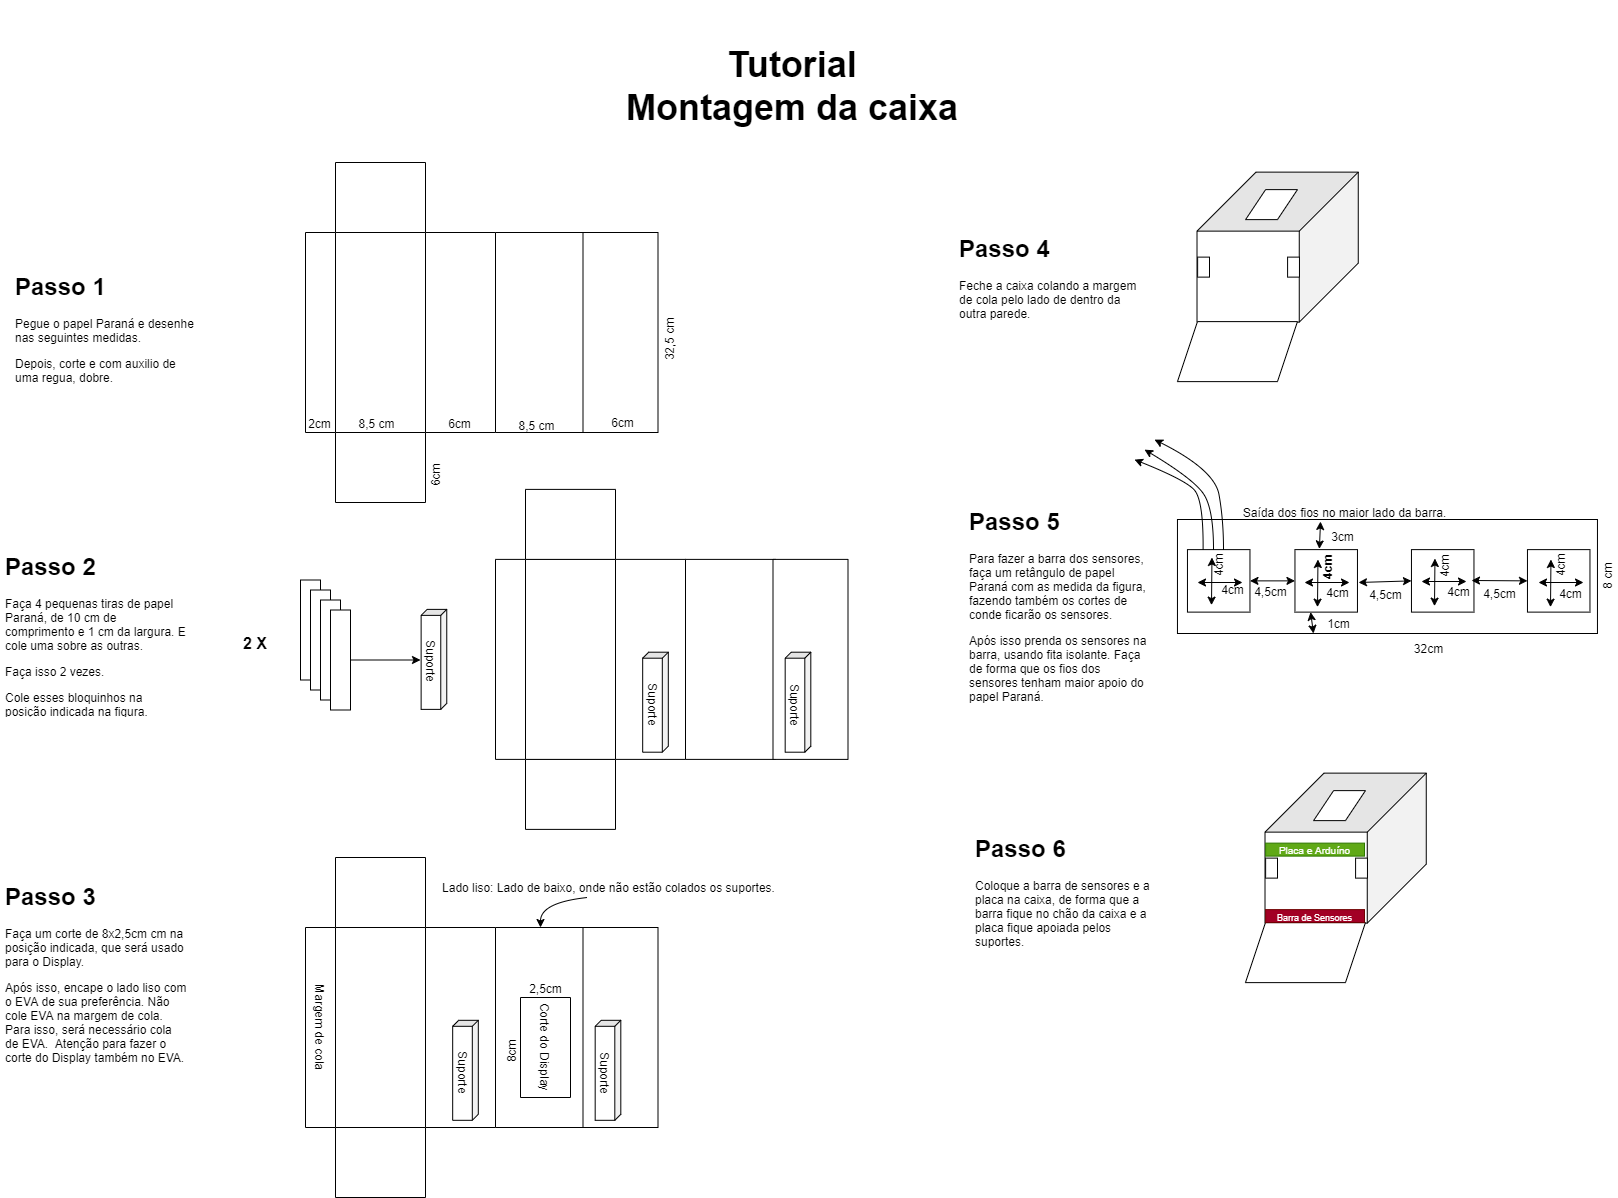 Tutorial
Montagem da caixa
Passo 1
Pegue o papel Paraná e desenhe
nas seguintes medidas.
Depois, corte e com auxilio de
uma regua, dobre.
2cm
8,5 cm
6cm
8,5 cm
6cm
32,5 cm
6cm
Passo 2
Faça 4 pequenas tiras de papel
Paraná, de 10 cm de
comprimento e 1 cm da largura. E
cole uma sobre as outras.
Faça isso 2 vezes.
Cole esses bloquinhos na
posição indicada na figura.
2 X
Suporte
Suporte
Suporte
Passo 3
Faça um corte de 8x2,5cm cm na
posição indicada, que será usado
para o Display.
Após isso, encape o lado liso com
o EVA de sua preferência. Não
cole EVA na margem de cola.
Para isso, será necessário cola
de EVA.  Atenção para fazer o
corte do Display também no EVA.
Lado liso: Lado de baixo, onde não estão colados os suportes.
Margem de cola
Suporte
2,5cm
8cm
Corte do Display
Suporte
Passo 4
Feche a caixa colando a margem
de cola pelo lado de dentro da
outra parede.
Passo 5
Para fazer a barra dos sensores,
faça um retângulo de papel
Paraná com as medida da figura,
fazendo também os cortes de
conde ficarão os sensores.
Após isso prenda os sensores na
barra, usando fita isolante. Faça
de forma que os fios dos
sensores tenham maior apoio do
papel Paraná.
Saída dos fios no maior lado da barra.
3cm
4cm
4cm
4,5cm
4cm
4cm
4,5cm
4cm
4cm
4,5cm
4cm
4cm
1cm
8 cm
32cm
Passo 6
Coloque a barra de sensores e a
placa na caixa, de forma que a
barra fique no chão da caixa e a
placa fique apoiada pelos
suportes.
Placa e Arduíno
Barra de Sensores